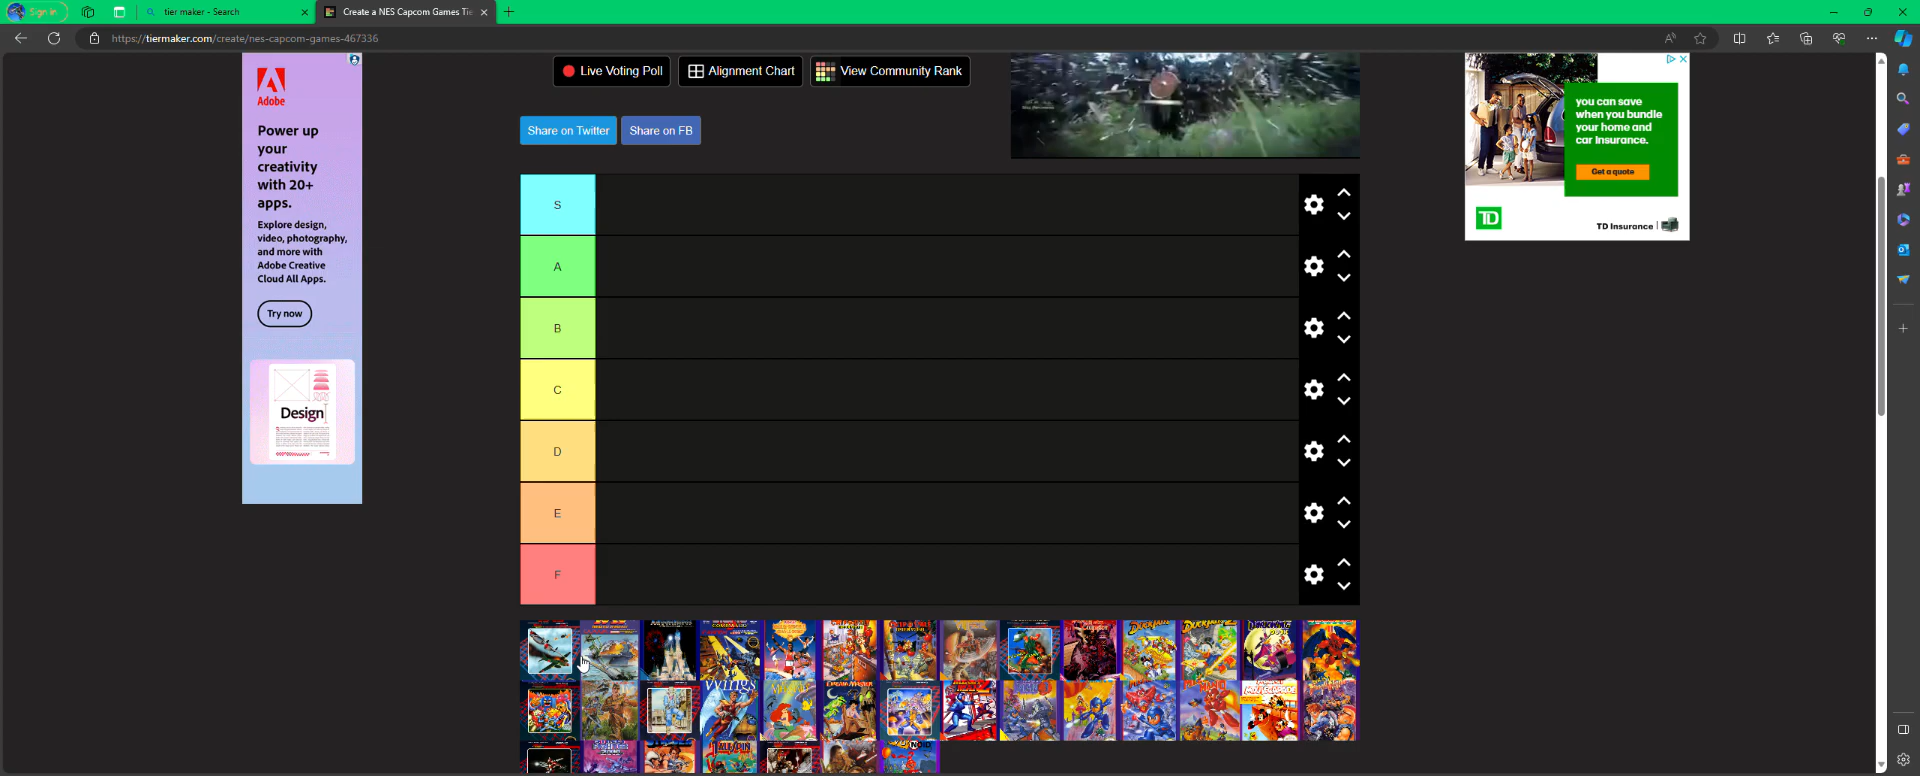 Sign in
tier maker - Search
Create a NES Capcom Games Tie
https://tiermaker.com/create/nes-capcom-games-467336
Live Voting Poll
Alignment Chart
View Community Rank
Share on Twitter
Share on FB
Adobe
Power up
your
creativity
with 20+
apps.
Explore design,
video, photography,
and more with
Adobe Creative
Cloud All Apps.
Try now
Design
you can save
when you bundle
your home and
car insurance.
Get a quote
TD
TD Insurance
S
A
B
C
D
E
F
Wings
TALESPIN
NOID